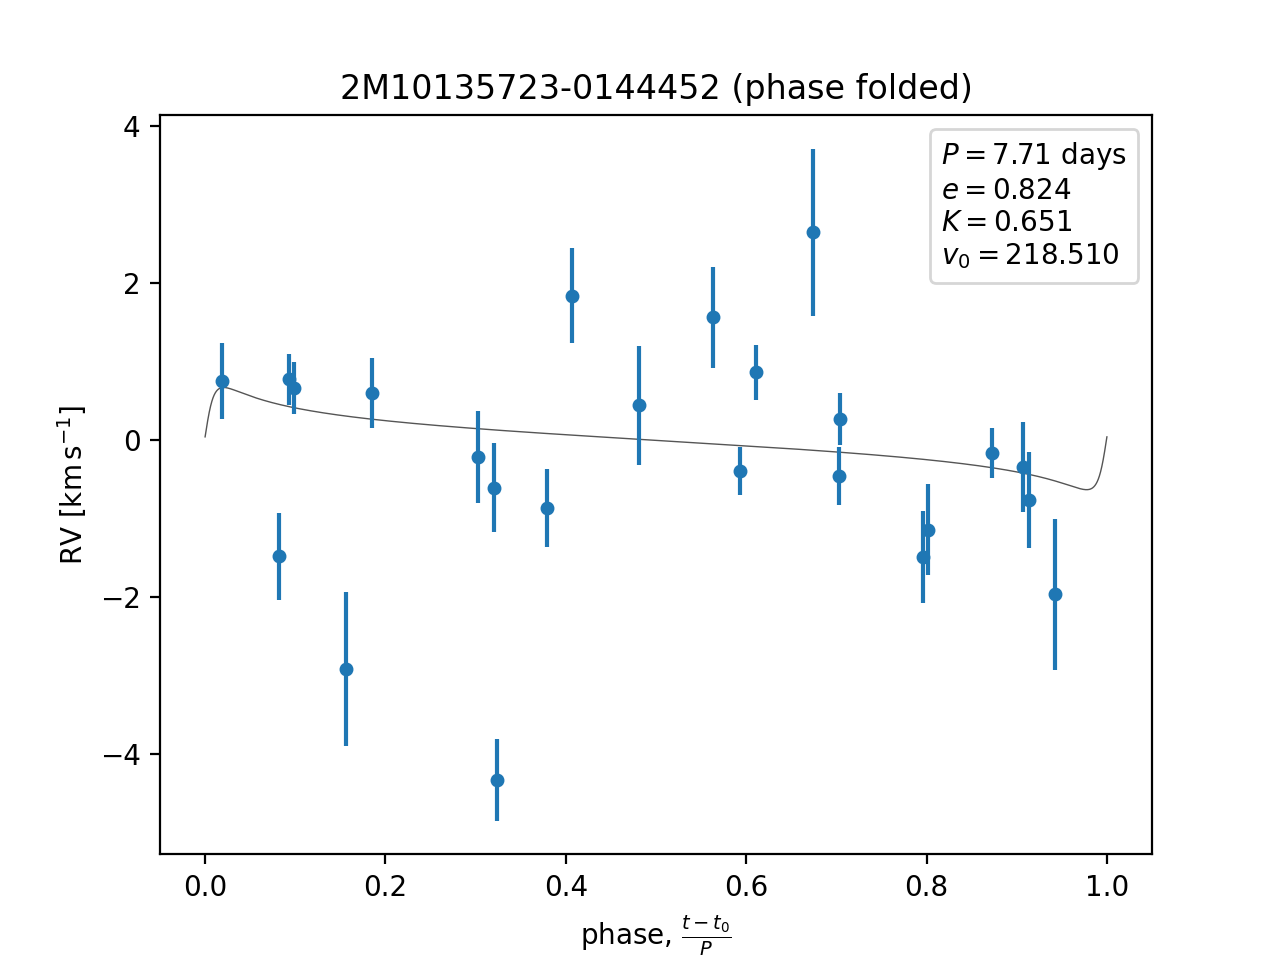 2M10135723-0144452 (phase folded)
P = 7.71 days
e = 0.824
K = 0.651
v₀ = 218.510
4
2
0
−2
−4
RV [km s⁻¹]
0.0 0.2 0.4 0.6 0.8 1.0
phase, (t − t₀)/P